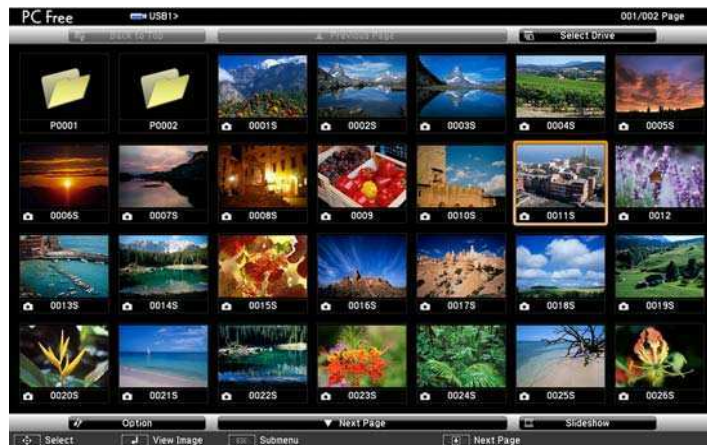 PC Free USB1> 001/002 Page
Back to Top Previous Page Select Drive
P0001 P0002 0001S 0002S 0003S 0004S 0005S
0006S 0007S 0008S 0009 0010S 0011S 0012
0013S 0014S 0015S 0016S 0017S 0018S 0019S
0020S 0021S 0022S 0023S 0024S 0025S 0026S
Option Next Page Slideshow
Select View Image ESC Submenu Next Page